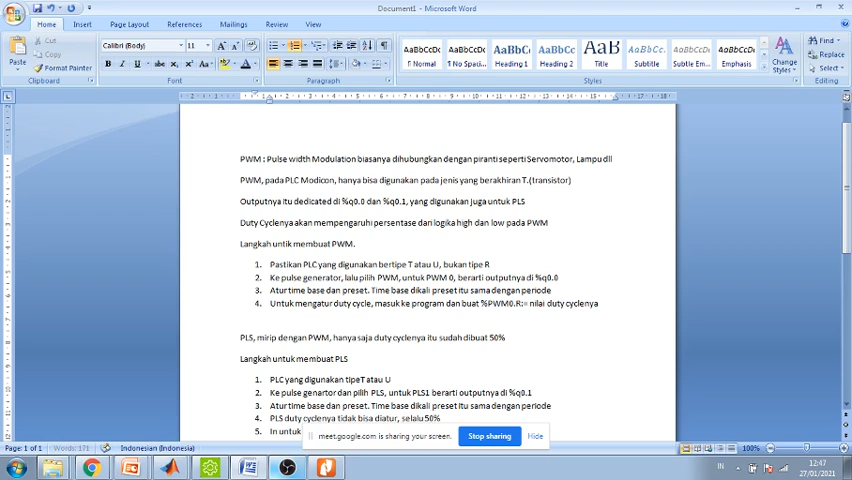 Document1 - Microsoft Word
Home Insert Page Layout References Mailings Review View
Paste
Cut
Copy
Format Painter
Clipboard
Calibri (Body) 11
Font
Paragraph
AaBbCcDc AaBbCcDc AaBbC AaBbCc AaB AaBbCc. AaBbCcDc AaBbCcDc
¶ Normal ¶ No Spaci... Heading 1 Heading 2 Title Subtitle Subtle Em... Emphasis
Change Styles
Styles
Find
Replace
Select
Editing
PWM : Pulse width Modulation biasanya dihubungkan dengan piranti seperti Servomotor, Lampu dll
PWM, pada PLC Modicon, hanya bisa digunakan pada jenis yang berakhiran T.(transistor)
Outputnya itu dedicated di %q0.0 dan %q0.1, yang digunakan juga untuk PLS
Duty Cyclenya akan mempengaruhi persentase dari logika high dan low pada PWM
Langkah untik membuat PWM.
1. Pastikan PLC yang digunakan bertipe T atau U, bukan tipe R
2. Ke pulse generator, lalu pilih PWM, untuk PWM 0, berarti outputnya di %q0.0
3. Atur time base dan preset. Time base dikali preset itu sama dengan periode
4. Untuk mengatur duty cycle, masuk ke program dan buat %PWM0.R:= nilai duty cyclenya
PLS, mirip dengan PWM, hanya saja duty cyclenya itu sudah dibuat 50%
Langkah untuk membuat PLS
1. PLC yang digunakan tipeT atau U
2. Ke pulse genartor dan pilih PLS, untuk PLS1 berarti outputnya di %q0.1
3. Atur time base dan preset. Time base dikali preset itu sama dengan periode
4. PLS duty cyclenya tidak bisa diatur, selalu 50%
5. In untuk
meet.google.com is sharing your screen. Stop sharing Hide
Page: 1 of 1 Words: 171 Indonesian (Indonesia) 100%
IN 12:47
27/01/2021